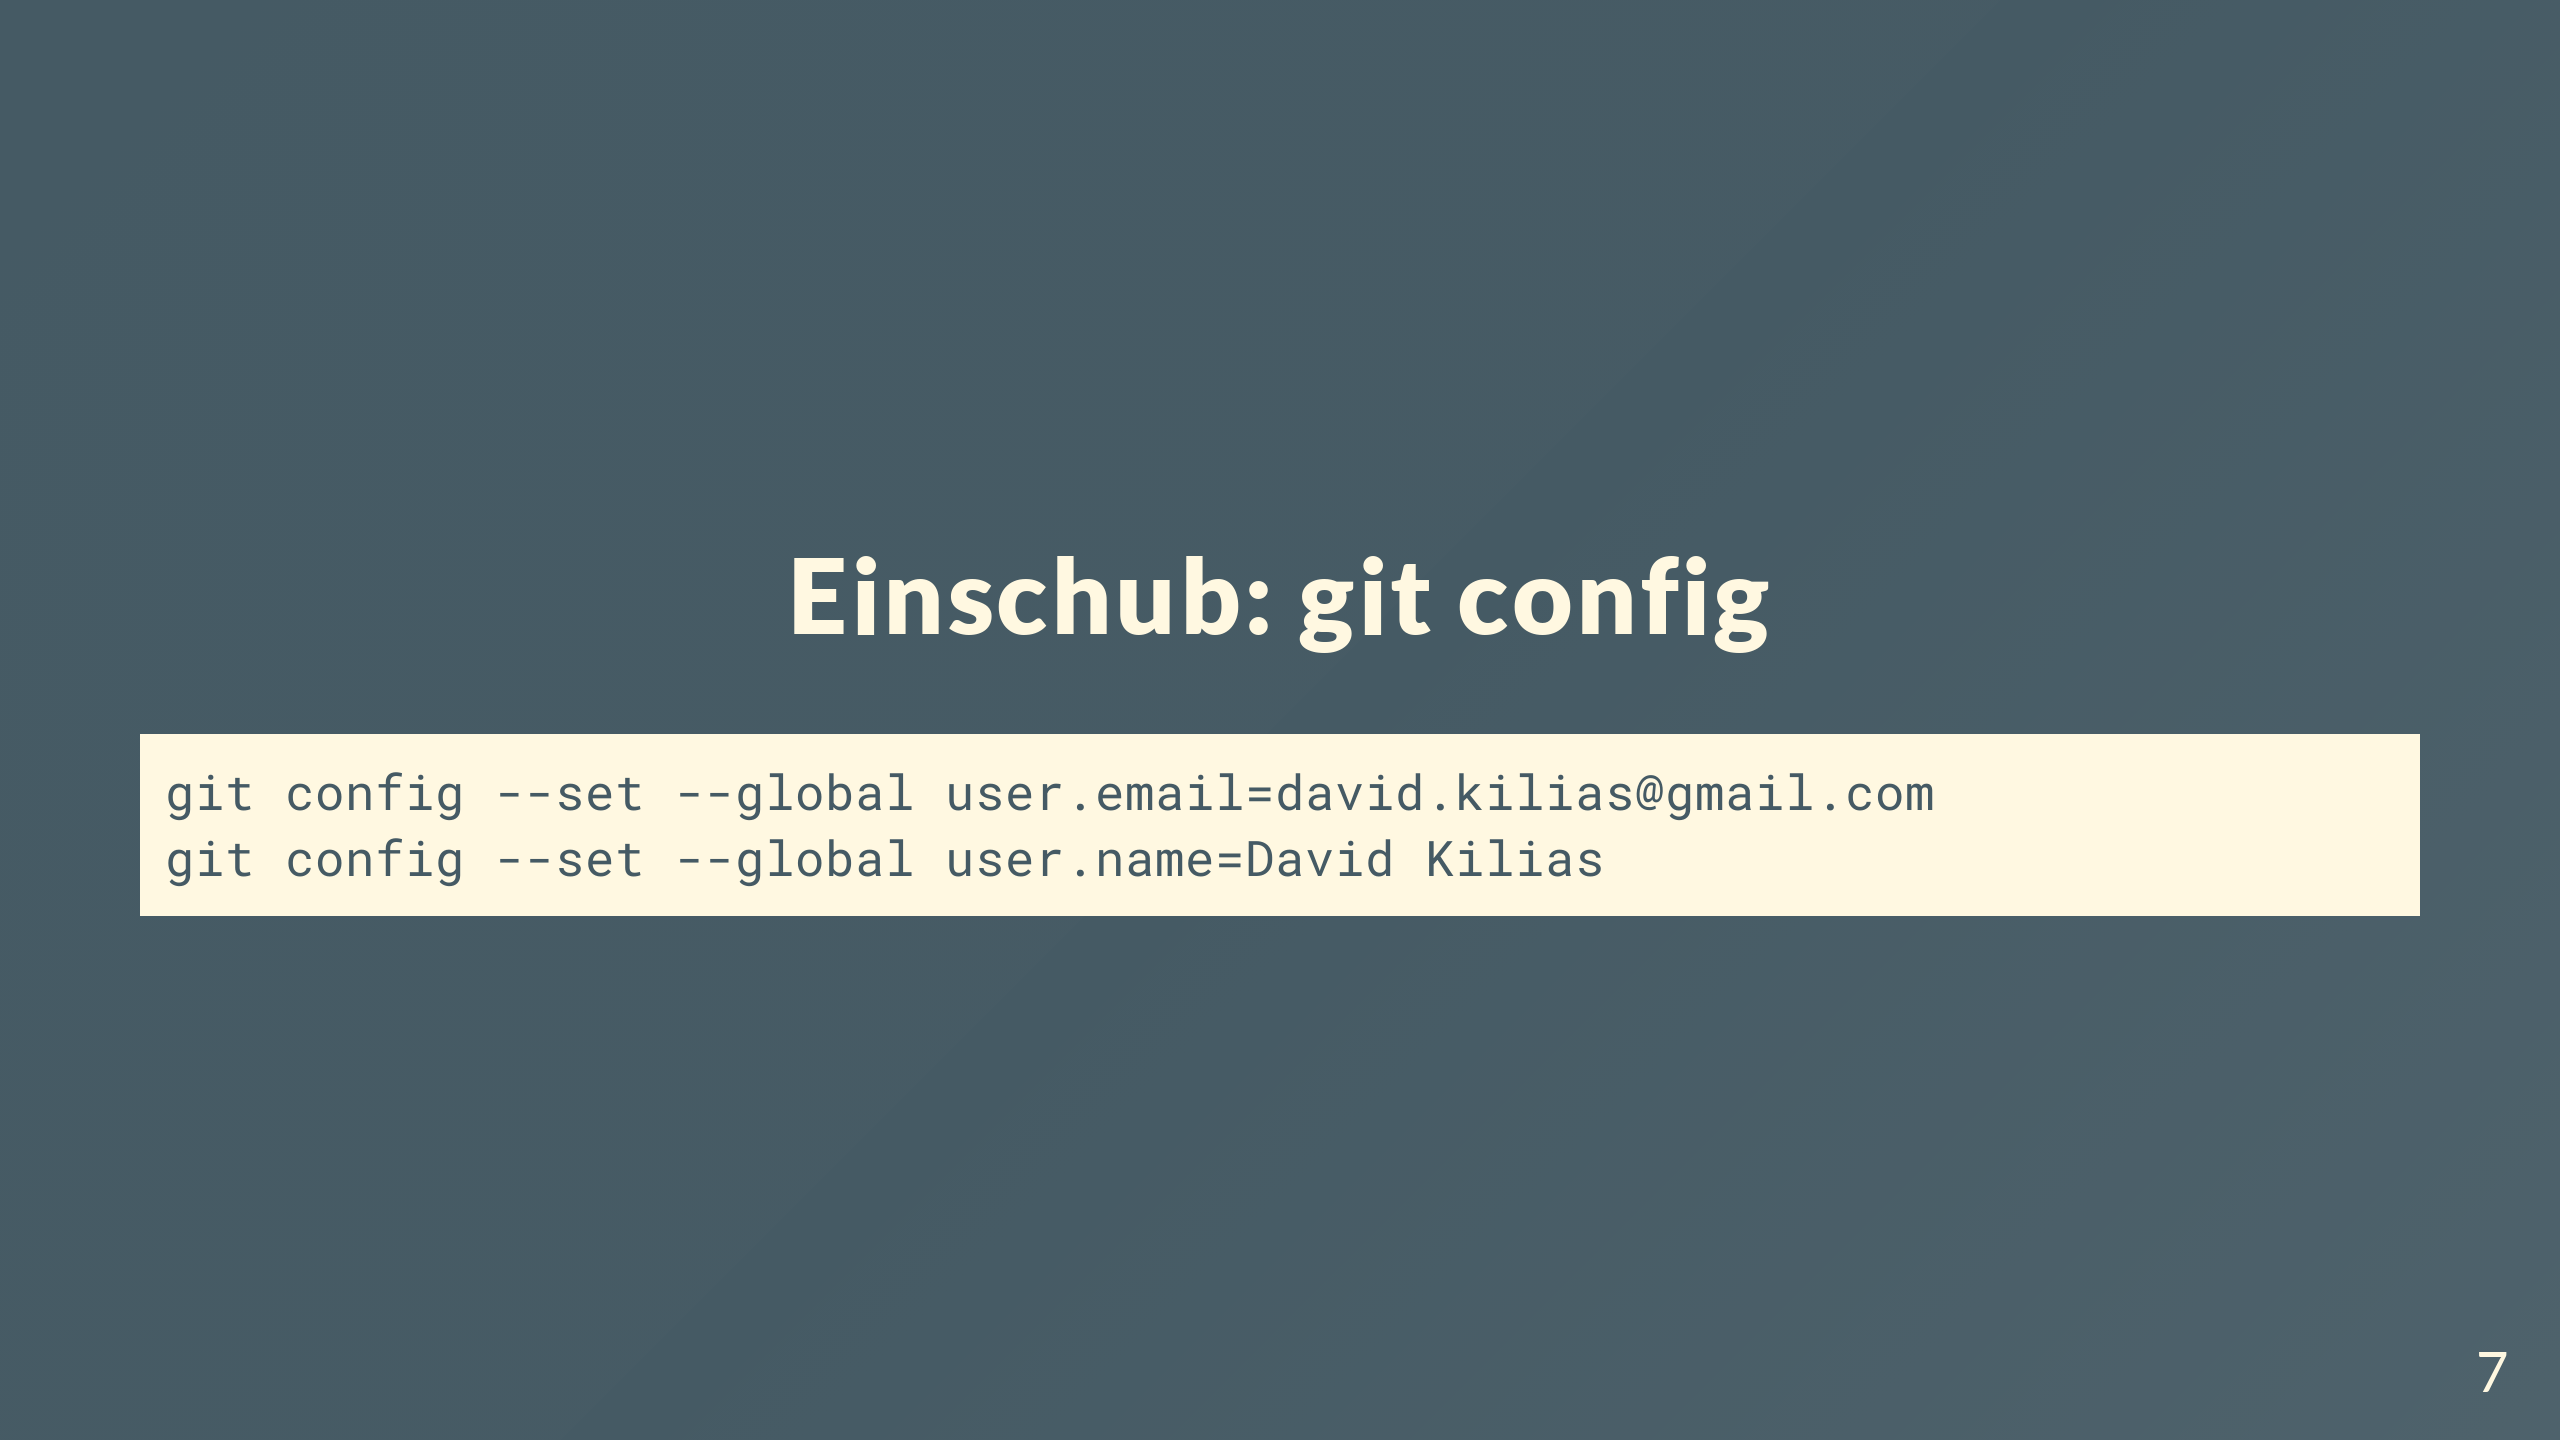 Einschub: git config
git config --set --global user.email=david.kilias@gmail.com
git config --set --global user.name=David Kilias
7